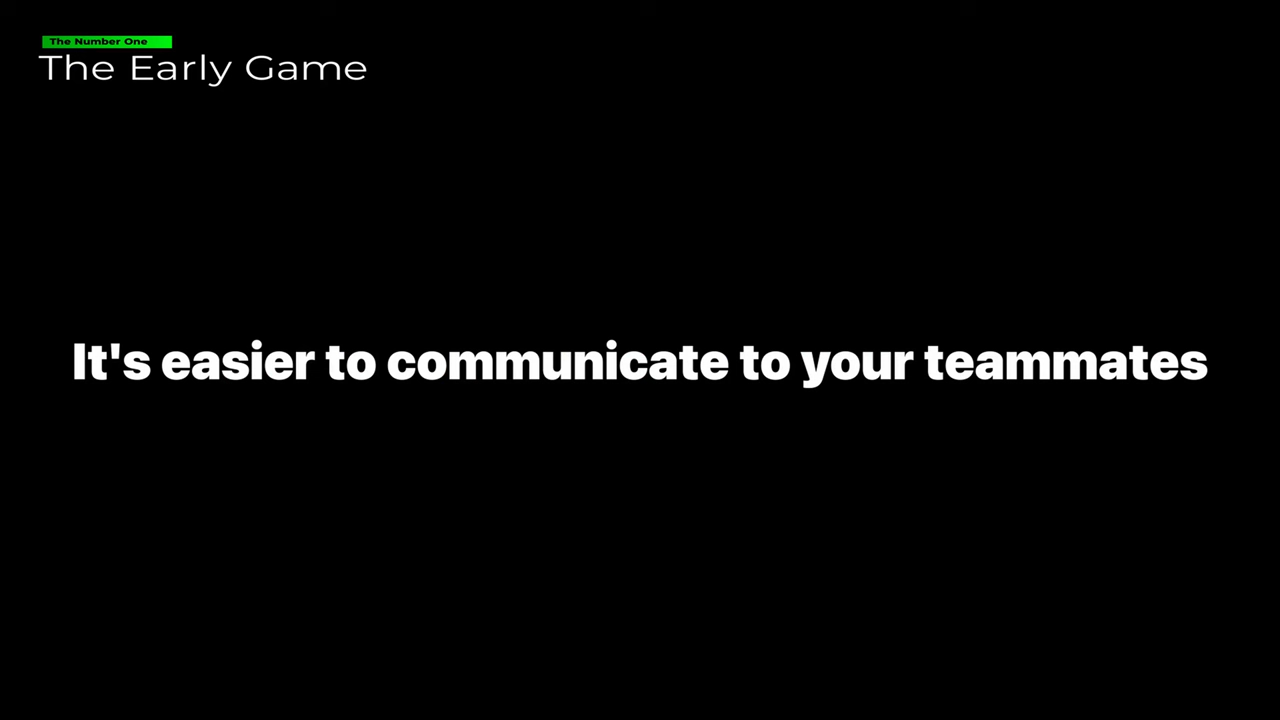 The Number One
The Early Game
It's easier to communicate to your teammates